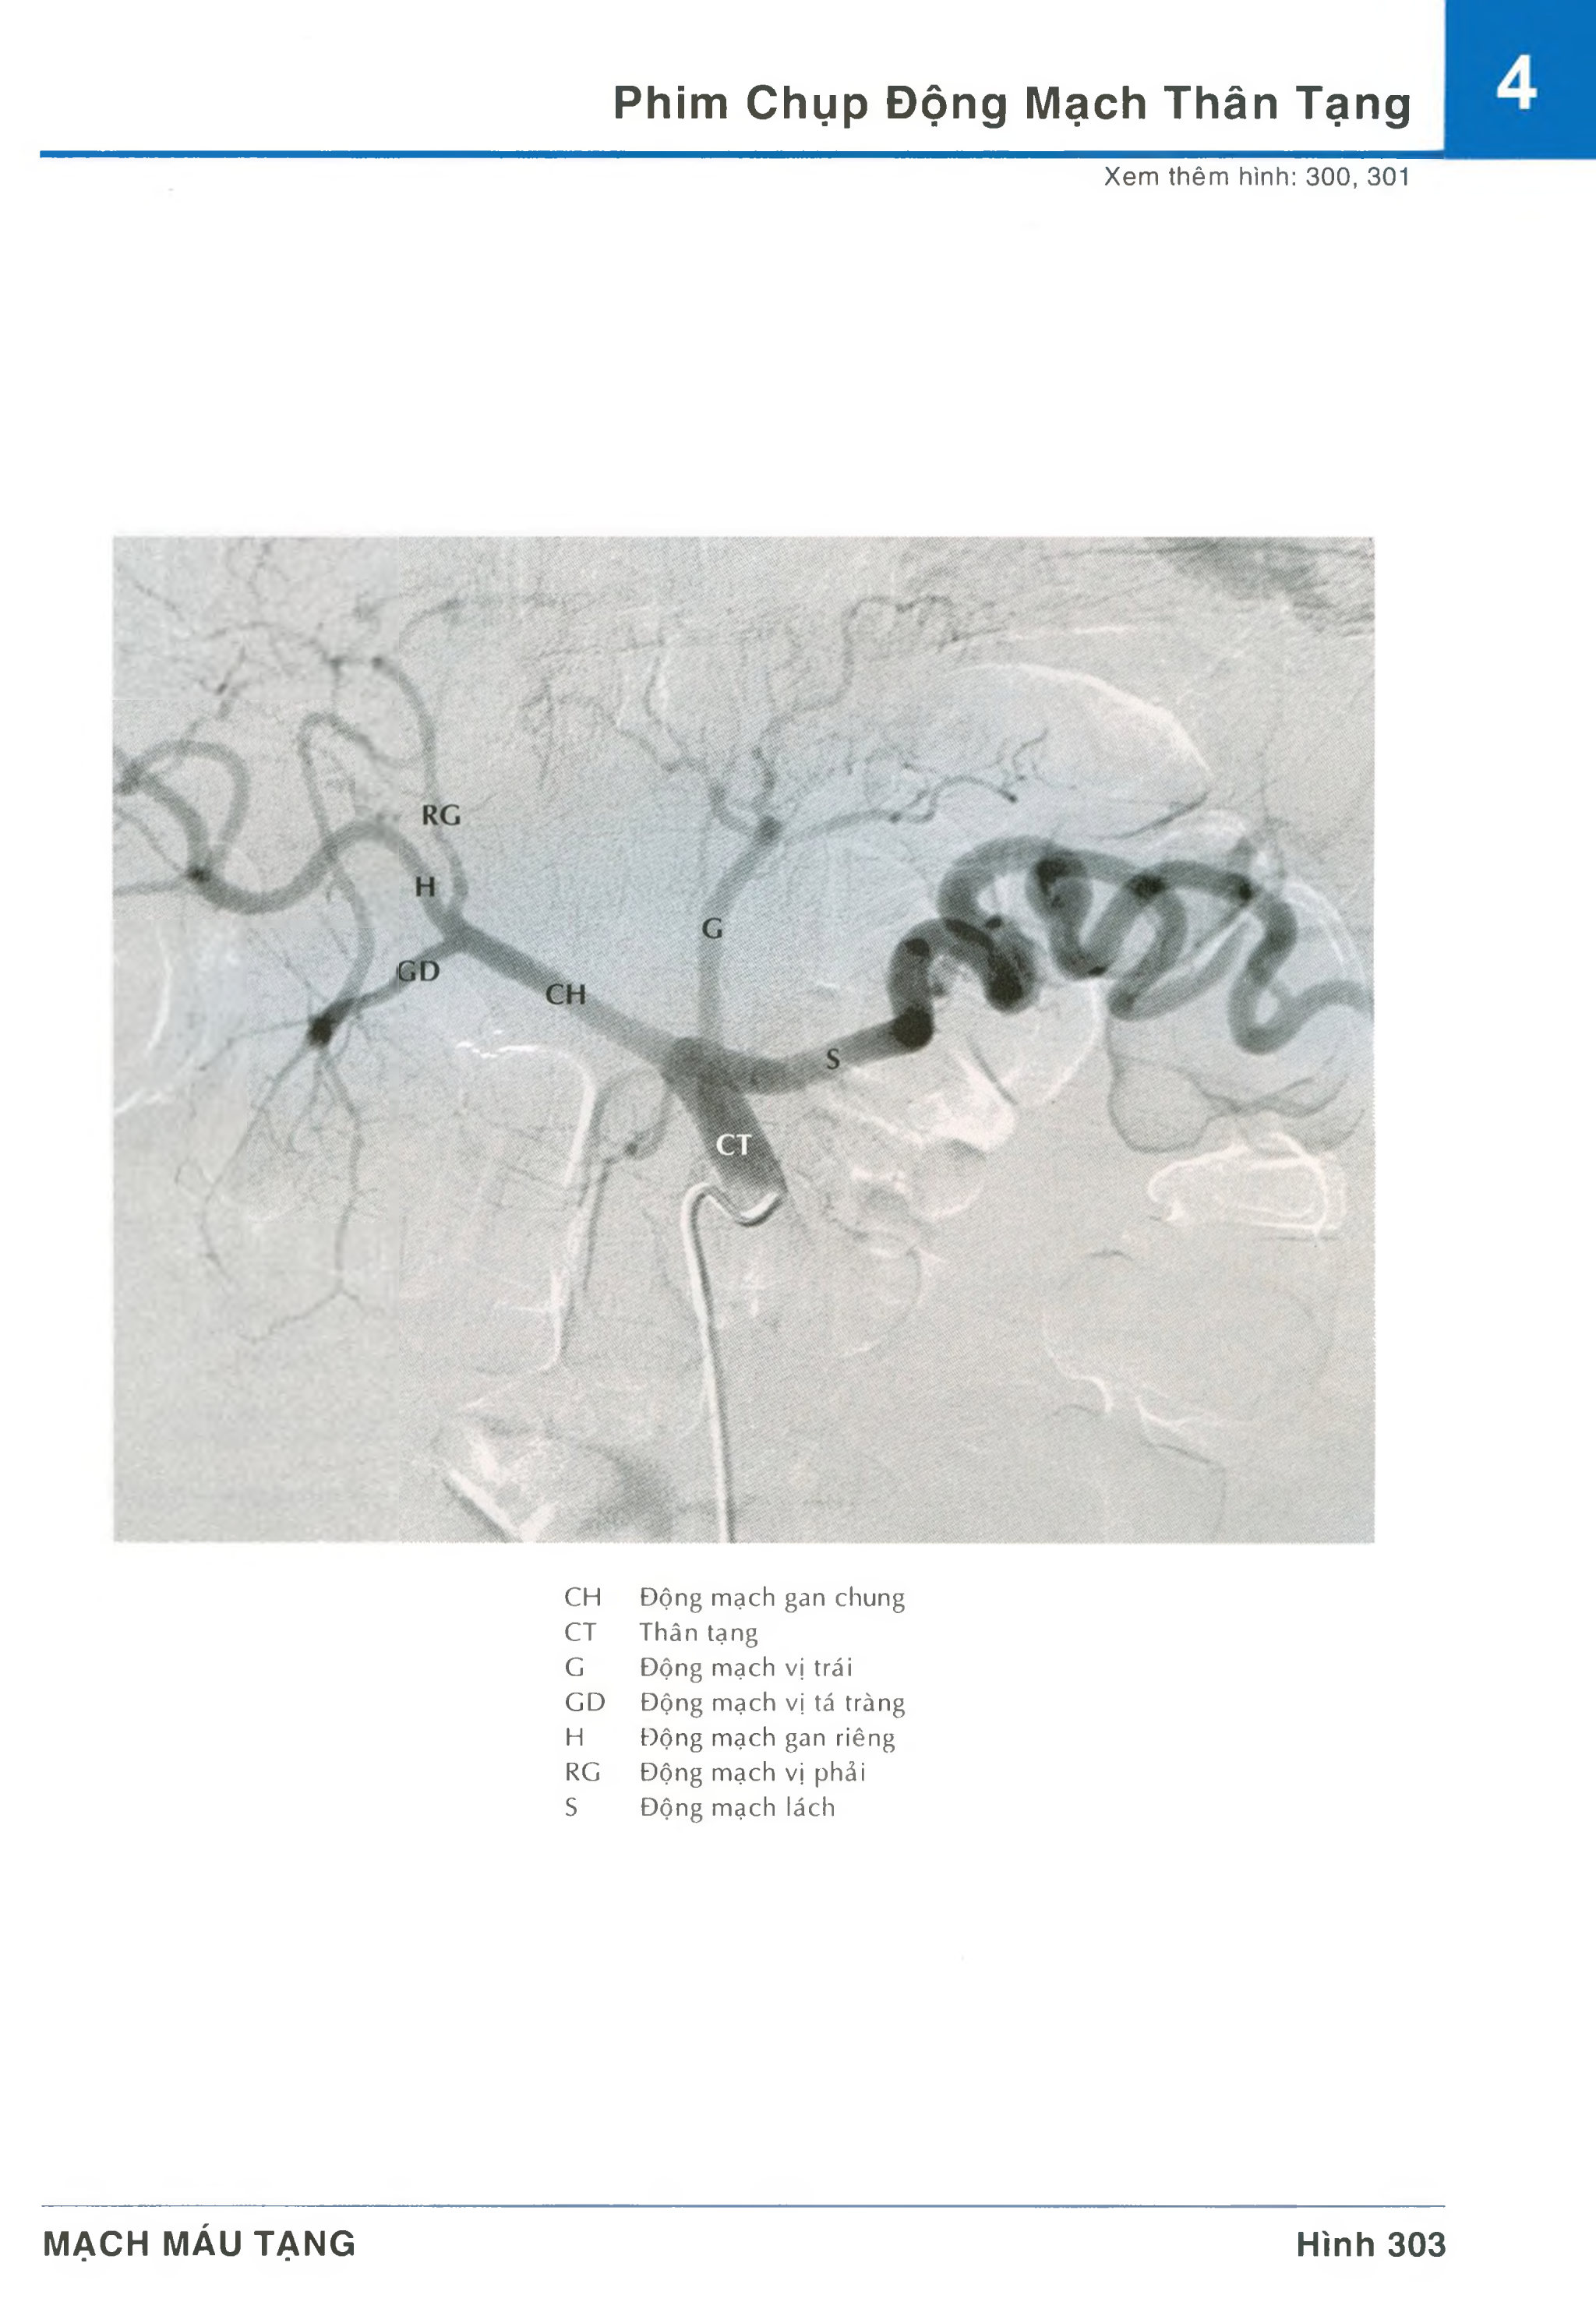 4
Phim Chụp Động Mạch Thân Tạng
Xem thêm hình: 300, 301
RG
H
G
GD
CH
S
CT
CH Động mạch gan chung
CT Thân tạng
G Động mạch vị trái
GD Động mạch vị tá tràng
H Động mạch gan riêng
RG Động mạch vị phải
S Động mạch lách
MẠCH MÁU TẠNG
Hình 303